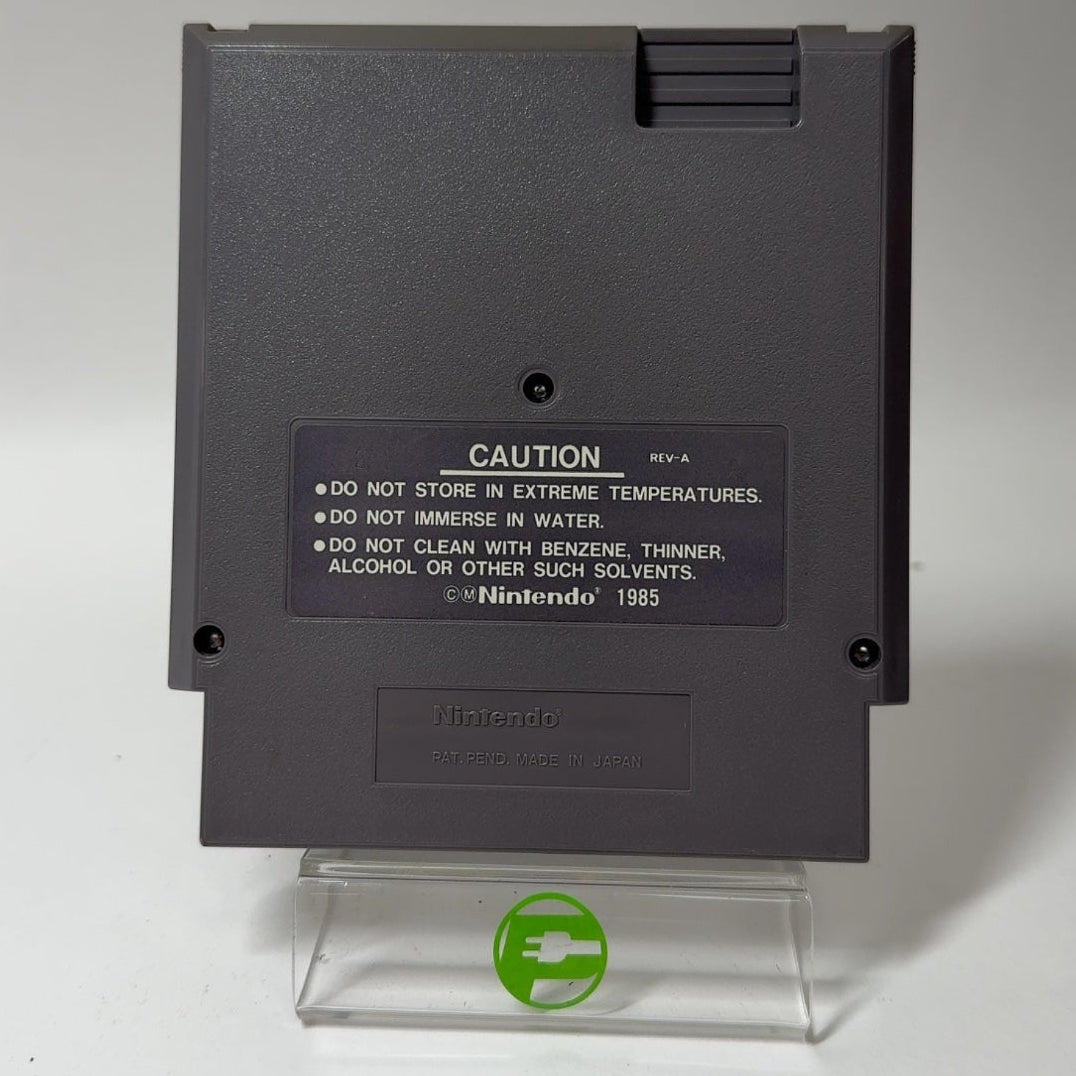 CAUTION REV-A
●DO NOT STORE IN EXTREME TEMPERATURES.
●DO NOT IMMERSE IN WATER.
●DO NOT CLEAN WITH BENZENE, THINNER,
ALCOHOL OR OTHER SUCH SOLVENTS.
ⒸⓂNintendo® 1985
Nintendo®
PAT. PEND. MADE IN JAPAN